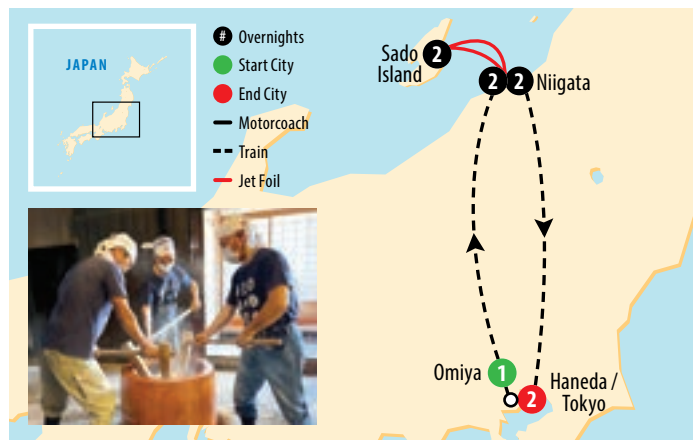 JAPAN
# Overnights
Start City
End City
Motorcoach
Train
Jet Foil
Sado
Island
2
2
2
Niigata
Omiya
1
2
Haneda /
Tokyo